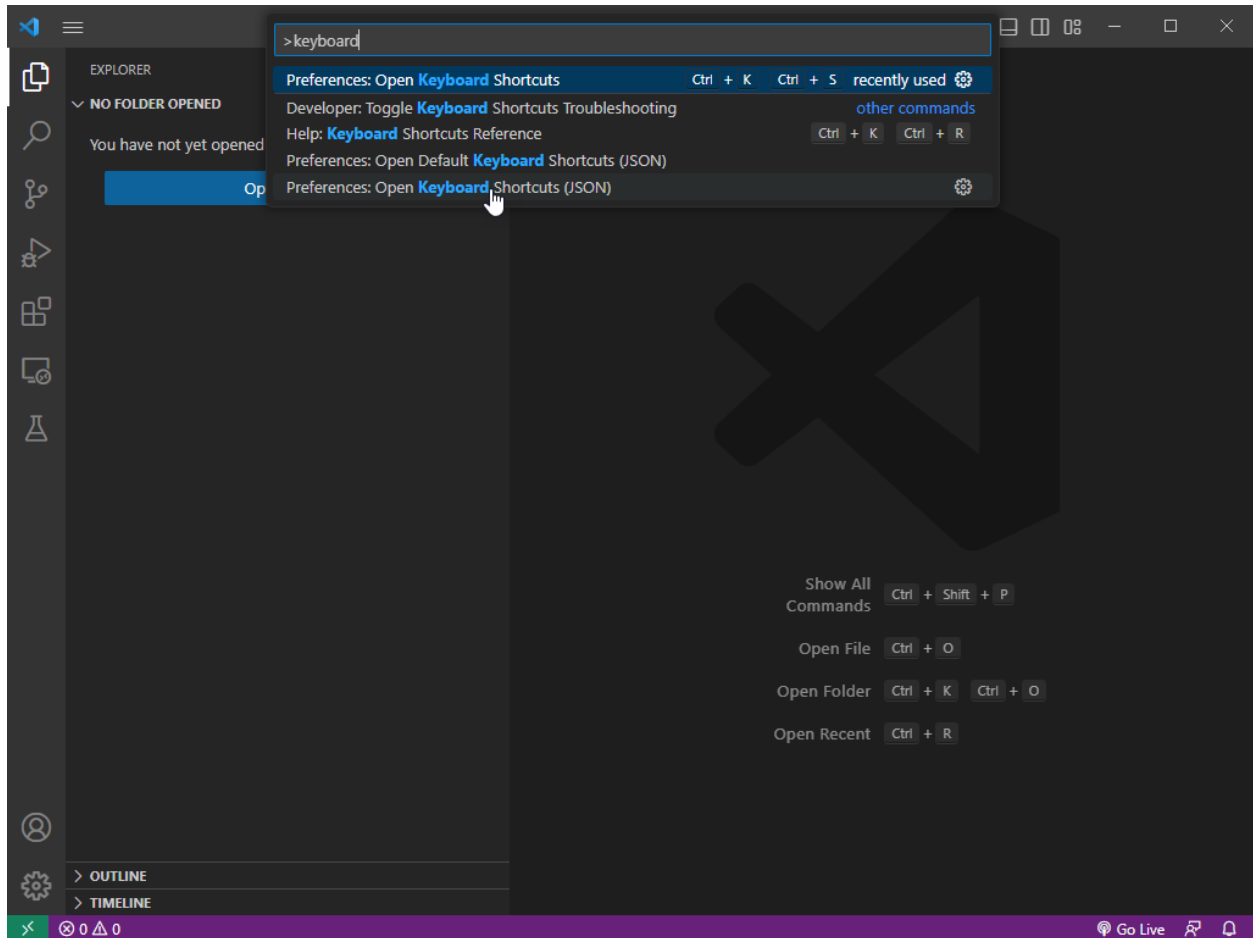 >keyboard
EXPLORER
NO FOLDER OPENED
You have not yet opened
Op
Preferences: Open Keyboard Shortcuts Ctrl + K Ctrl + S recently used
Developer: Toggle Keyboard Shortcuts Troubleshooting other commands
Help: Keyboard Shortcuts Reference Ctrl + K Ctrl + R
Preferences: Open Default Keyboard Shortcuts (JSON)
Preferences: Open Keyboard Shortcuts (JSON)
Show All
Commands Ctrl + Shift + P
Open File Ctrl + O
Open Folder Ctrl + K Ctrl + O
Open Recent Ctrl + R
OUTLINE
TIMELINE
0 0 Go Live